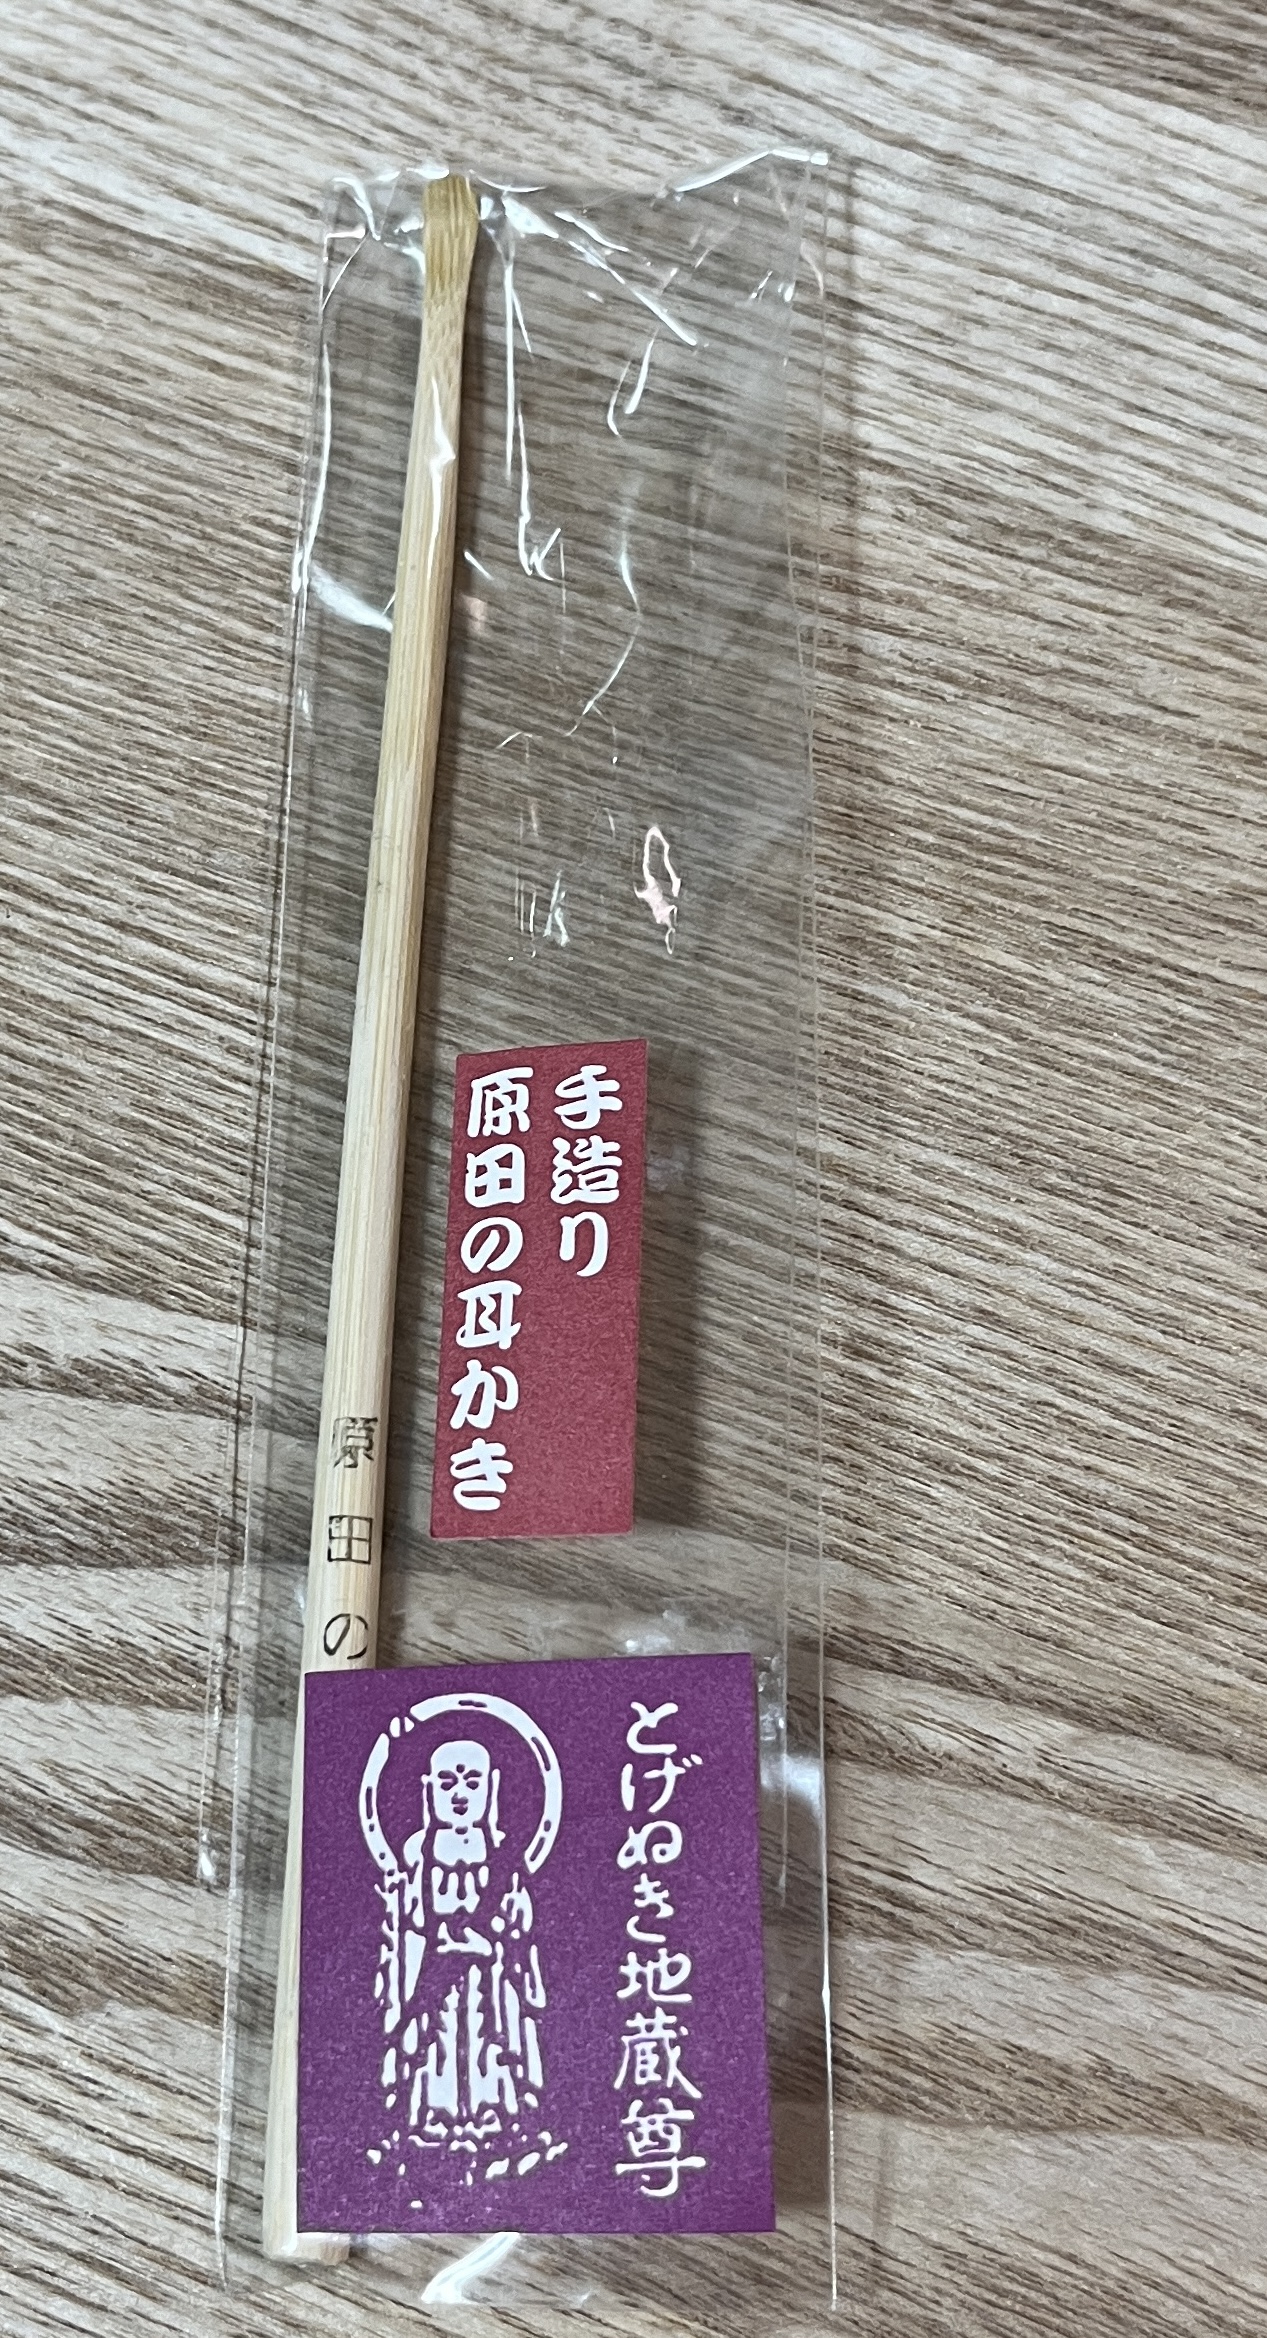 手造り
原田の耳かき
原田の
とげぬき地蔵尊